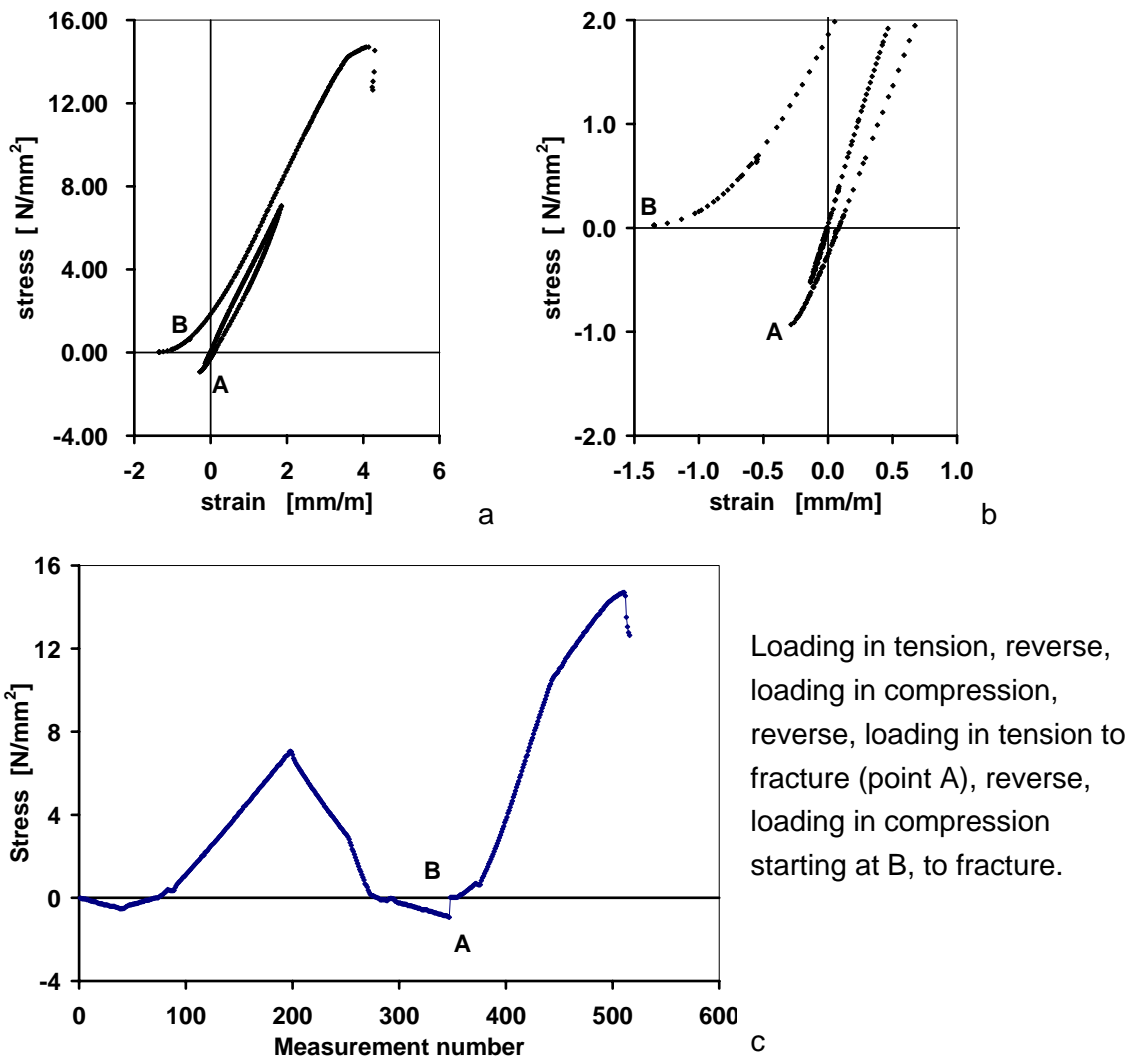 16.00
12.00
8.00
4.00
0.00
-4.00
stress [ N/mm²]
B
A
-2 0 2 4 6
strain [mm/m]
a
2.0
1.0
0.0
-1.0
-2.0
stress [ N/mm²]
B
A
-1.5 -1.0 -0.5 0.0 0.5 1.0
strain [mm/m]
b
16
12
8
4
0
-4
Stress [N/mm²]
B
A
0 100 200 300 400 500 600
Measurement number
c
Loading in tension, reverse,
loading in compression,
reverse, loading in tension to
fracture (point A), reverse,
loading in compression
starting at B, to fracture.